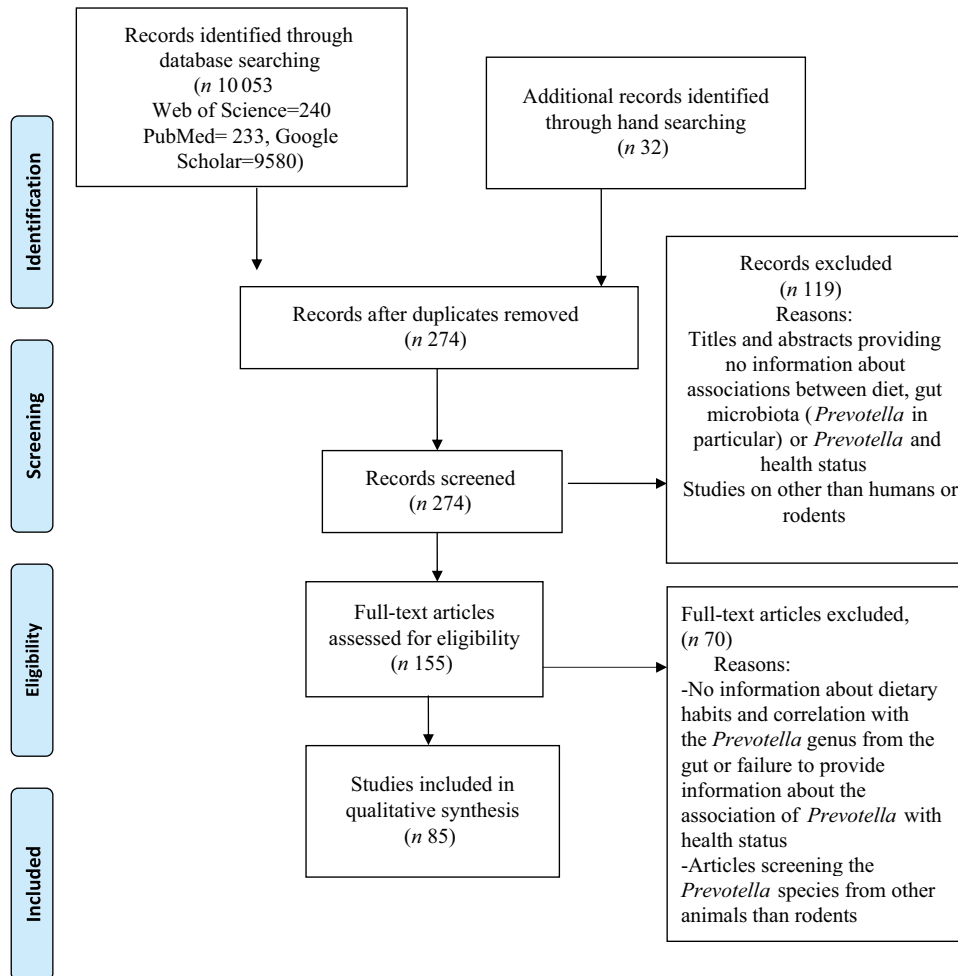 Records identified through
database searching
(n 10 053
Web of Science=240
PubMed= 233, Google
Scholar=9580)
Additional records identified
through hand searching
(n 32)
Identification
Records after duplicates removed
(n 274)
Records excluded
(n 119)
Reasons:
Titles and abstracts providing
no information about
associations between diet, gut
microbiota (Prevotella in
particular) or Prevotella and
health status
Studies on other than humans or
rodents
Screening
Records screened
(n 274)
Eligibility
Full-text articles
assessed for eligibility
(n 155)
Full-text articles excluded,
(n 70)
Reasons:
-No information about dietary
habits and correlation with
the Prevotella genus from the
gut or failure to provide
information about the
association of Prevotella with
health status
-Articles screening the
Prevotella species from other
animals than rodents
Included
Studies included in
qualitative synthesis
(n 85)